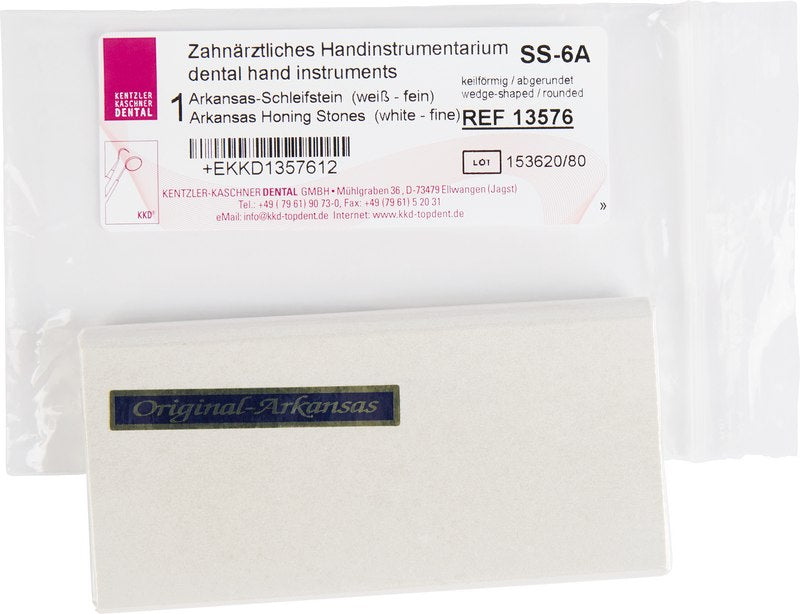 KENTZLER
KASCHNER
DENTAL
Zahnärztliches Handinstrumentarium
dental hand instruments
SS-6A
keilförmig / abgerundet
wedge-shaped / rounded
1 Arkansas-Schleifstein (weiß - fein)
Arkansas Honing Stones (white - fine)
REF 13576
+EKKD1357612
LOT 153620/80
KKD®
KENTZLER-KASCHNER DENTAL GMBH • Mühlgraben 36, D-73479 Ellwangen (Jagst)
Tel.: +49 ( 79 61) 90 73-0, Fax: +49 (79 61) 5 20 31
eMail: info@kkd-topdent.de Internet: www.kkd-topdent.de
»
Original-Arkansas